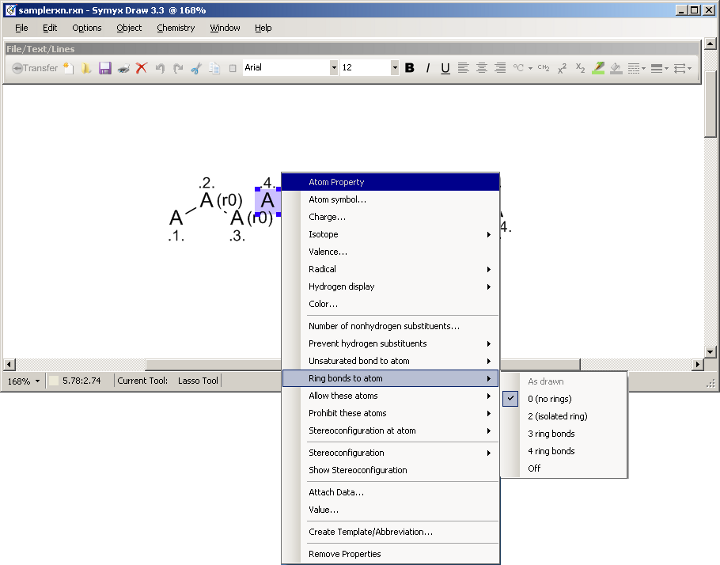 samplerxn.rxn - Symyx Draw 3.3 @ 168%
File Edit Options Object Chemistry Window Help
File/Text/Lines
Transfer Arial 12 B I U °C CH2 x² x₂
.2. .4.
A (r0) A
A A (r0)
.1. .3.
4.
Atom Property
Atom symbol...
Charge...
Isotope
Valence...
Radical
Hydrogen display
Color...
Number of nonhydrogen substituents...
Prevent hydrogen substituents
Unsaturated bond to atom
Ring bonds to atom
Allow these atoms
Prohibit these atoms
Stereoconfiguration at atom
Stereoconfiguration
Show Stereoconfiguration
Attach Data...
Value...
Create Template/Abbreviation...
Remove Properties
As drawn
0 (no rings)
2 (isolated ring)
3 ring bonds
4 ring bonds
Off
168% 5.78:2.74 Current Tool: Lasso Tool